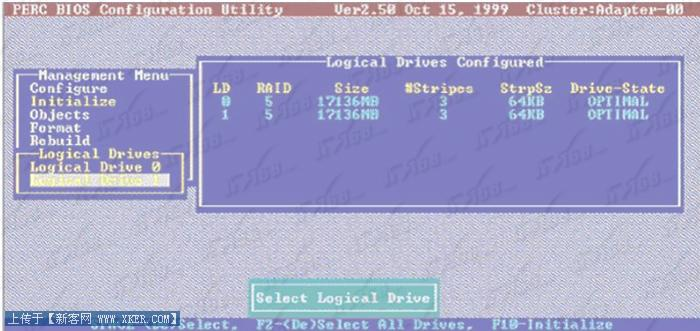 PERC BIOS Configuration Utility Ver2.50 Oct 15, 1999 Cluster:Adapter-00
Logical Drives Configured
LD RAID Size #Stripes StrpSz Drive-State
0 5 17136MB 3 64KB OPTIMAL
1 5 17136MB 3 64KB OPTIMAL
Management Menu
Configure
Initialize
Objects
Format
Rebuild
Logical Drives
Logical Drive 0
Logical Drive 1
Select Logical Drive
(De)Select, F2-(De)Select All Drives, F10-Initialize
上传于【新客网 www.XKER.com】